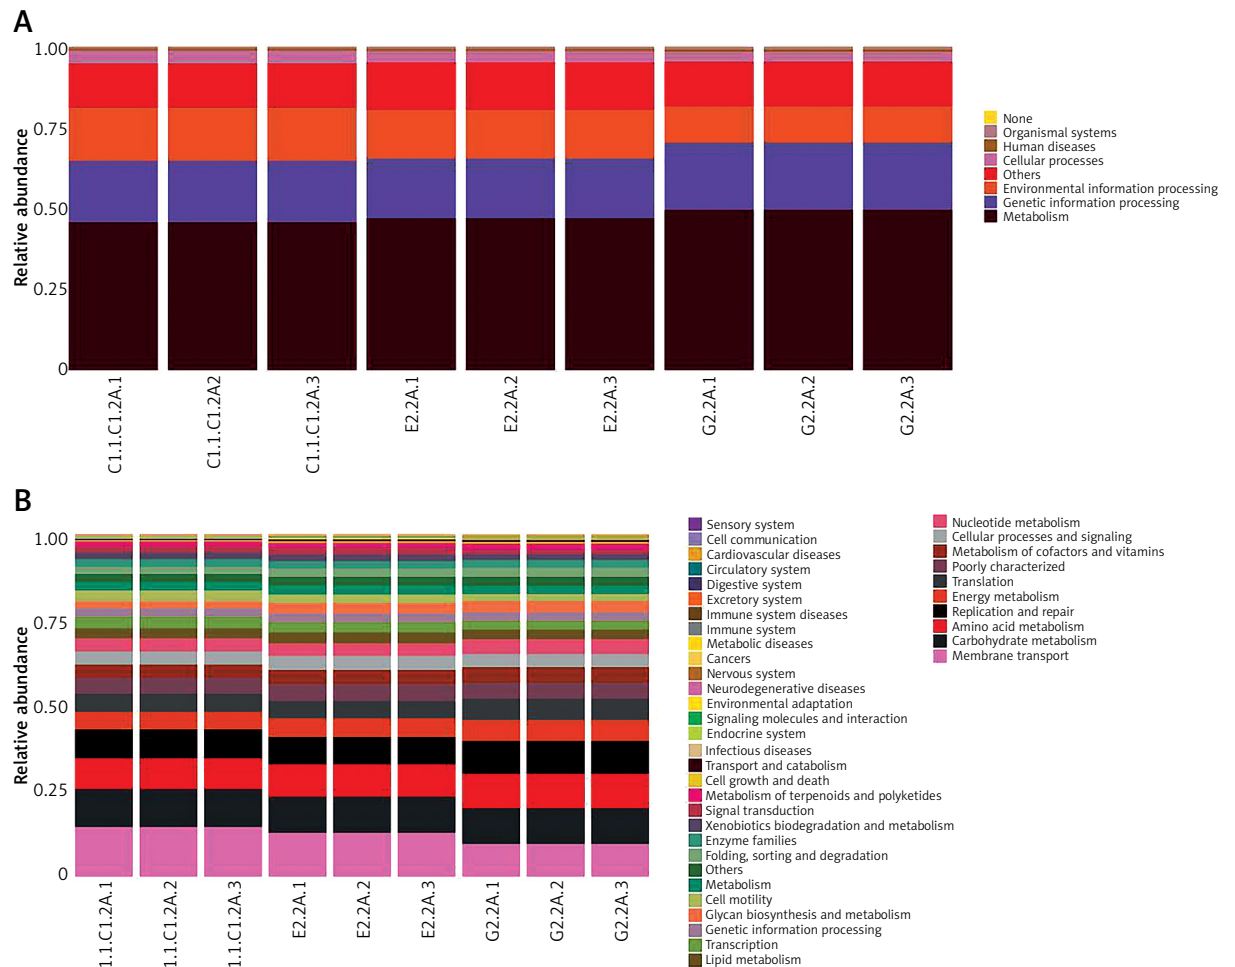 A
Relative abundance
1.00
0.75
0.50
0.25
0
C1.1.C1.2A.1
C1.1.C1.2A2
C1.1.C1.2A.3
E2.2A.1
E2.2A.2
E2.2A.3
G2.2A.1
G2.2A.2
G2.2A.3
None
Organismal systems
Human diseases
Cellular processes
Others
Environmental information processing
Genetic information processing
Metabolism
B
Relative abundance
1.00
0.75
0.50
0.25
0
1.1.C1.2A.1
1.1.C1.2A.2
1.1.C1.2A.3
E2.2A.1
E2.2A.2
E2.2A.3
G2.2A.1
G2.2A.2
G2.2A.3
Sensory system
Cell communication
Cardiovascular diseases
Circulatory system
Digestive system
Excretory system
Immune system diseases
Immune system
Metabolic diseases
Cancers
Nervous system
Neurodegenerative diseases
Environmental adaptation
Signaling molecules and interaction
Endocrine system
Infectious diseases
Transport and catabolism
Cell growth and death
Metabolism of terpenoids and polyketides
Signal transduction
Xenobiotics biodegradation and metabolism
Enzyme families
Folding, sorting and degradation
Others
Metabolism
Cell motility
Glycan biosynthesis and metabolism
Genetic information processing
Transcription
Lipid metabolism
Nucleotide metabolism
Cellular processes and signaling
Metabolism of cofactors and vitamins
Poorly characterized
Translation
Energy metabolism
Replication and repair
Amino acid metabolism
Carbohydrate metabolism
Membrane transport